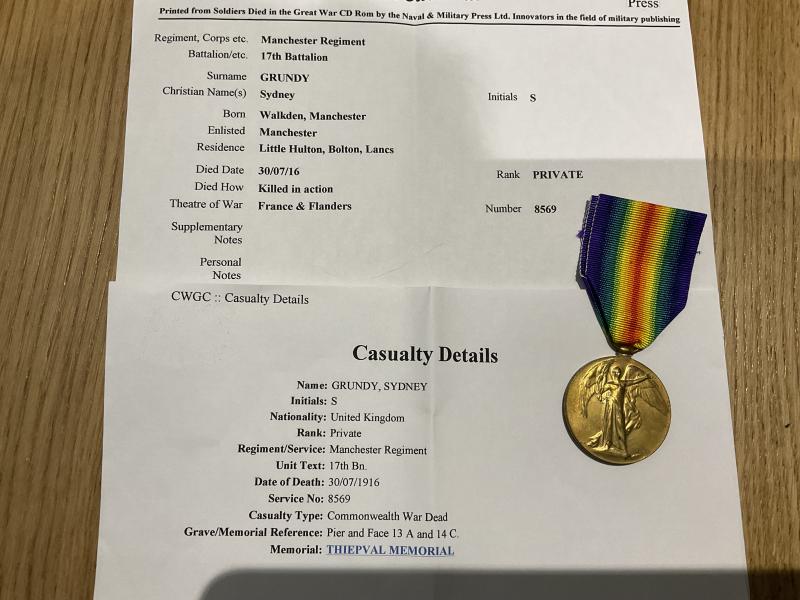 Press
Printed from Soldiers Died in the Great War CD Rom by the Naval & Military Press Ltd. Innovators in the field of military publishing
Regiment, Corps etc. Manchester Regiment
Battalion/etc. 17th Battalion
Surname GRUNDY
Christian Name(s) Sydney Initials S
Born Walkden, Manchester
Enlisted Manchester
Residence Little Hulton, Bolton, Lancs
Died Date 30/07/16 Rank PRIVATE
Died How Killed in action
Theatre of War France & Flanders Number 8569
Supplementary
Notes
Personal
Notes
CWGC :: Casualty Details
Casualty Details
Name: GRUNDY, SYDNEY
Initials: S
Nationality: United Kingdom
Rank: Private
Regiment/Service: Manchester Regiment
Unit Text: 17th Bn.
Date of Death: 30/07/1916
Service No: 8569
Casualty Type: Commonwealth War Dead
Grave/Memorial Reference: Pier and Face 13 A and 14 C.
Memorial: THIEPVAL MEMORIAL